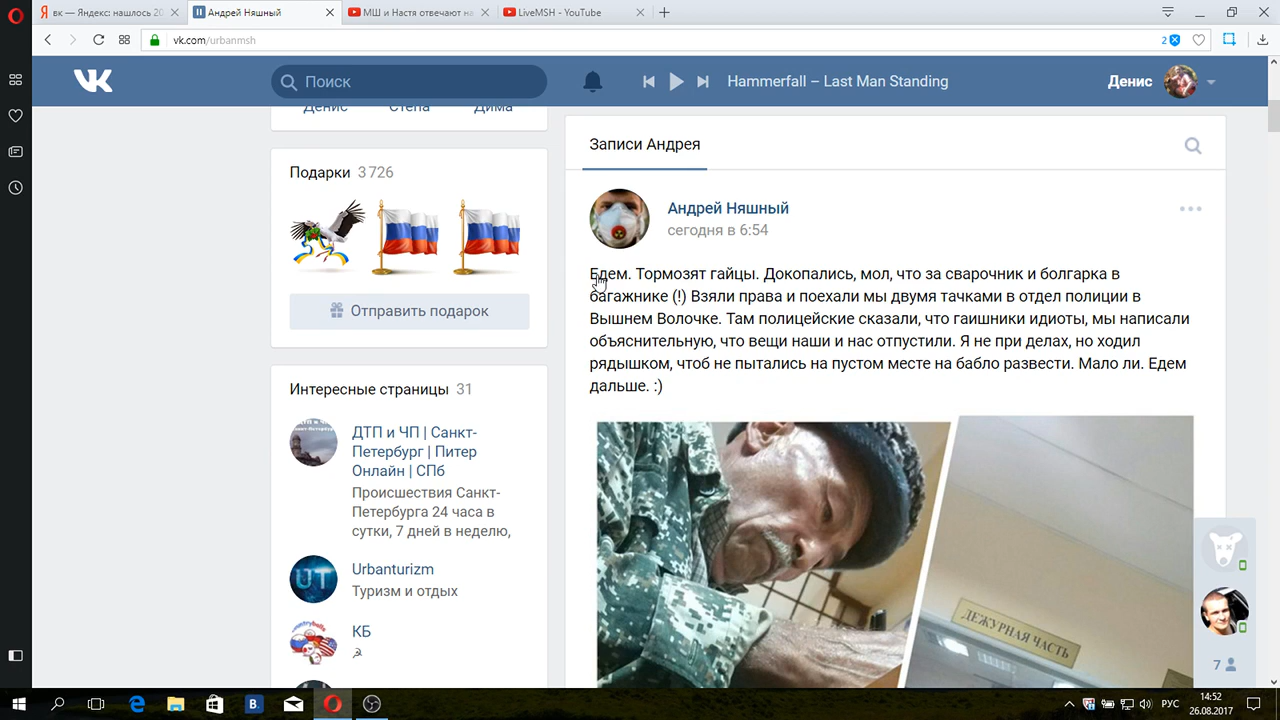 вк — Яндекс: нашлось 20
Андрей Няшный
МШ и Настя отвечают на
LiveMSH - YouTube
vk.com/urbanmsh
2
Поиск
Hammerfall – Last Man Standing
Денис
Денис Степа Дима
Подарки 3 726
Отправить подарок
Интересные страницы 31
ДТП и ЧП | Санкт-
Петербург | Питер
Онлайн | СПб
Происшествия Санкт-
Петербурга 24 часа в
сутки, 7 дней в неделю,
Urbanturizm
Туризм и отдых
КБ
Записи Андрея
Андрей Няшный
сегодня в 6:54
Едем. Тормозят гайцы. Докопались, мол, что за сварочник и болгарка в
багажнике (!) Взяли права и поехали мы двумя тачками в отдел полиции в
Вышнем Волочке. Там полицейские сказали, что гаишники идиоты, мы написали
объяснительную, что вещи наши и нас отпустили. Я не при делах, но ходил
рядышком, чтоб не пытались на пустом месте на бабло развести. Мало ли. Едем
дальше. :)
ДЕЖУРНАЯ ЧАСТЬ
7
РУС
14:52
26.08.2017